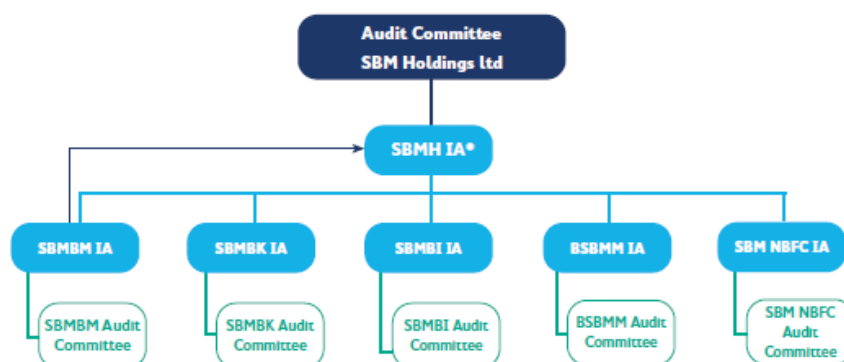 Audit Committee
SBM Holdings ltd
SBMH IA*
SBMBM IA
SBMBK IA
SBMBI IA
BSBMM IA
SBM NBFC IA
SBMBM Audit
Committee
SBMBK Audit
Committee
SBMBI Audit
Committee
BSBMM Audit
Committee
SBM NBFC
Audit
Committee